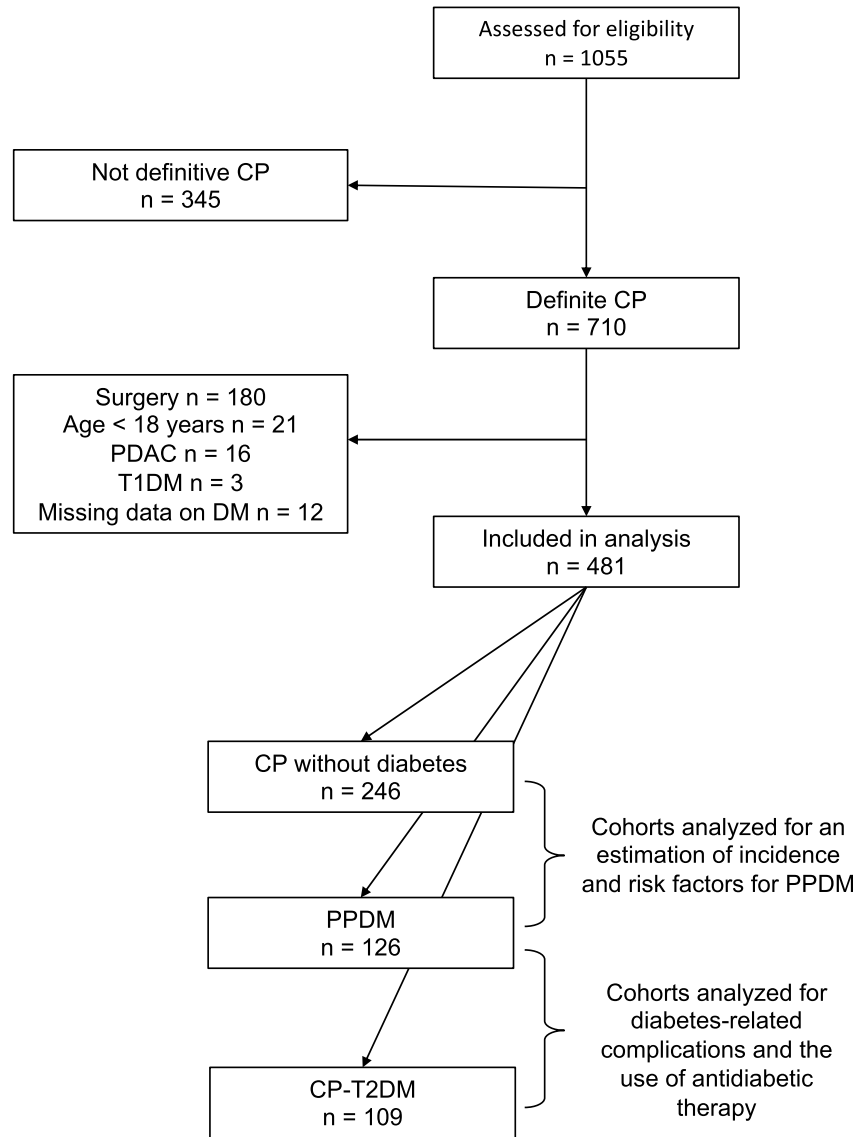 Assessed for eligibility
n = 1055
Not definitive CP
n = 345
Definite CP
n = 710
Surgery n = 180
Age < 18 years n = 21
PDAC n = 16
T1DM n = 3
Missing data on DM n = 12
Included in analysis
n = 481
CP without diabetes
n = 246
Cohorts analyzed for an
estimation of incidence
and risk factors for PPDM
PPDM
n = 126
Cohorts analyzed for
diabetes-related
complications and the
use of antidiabetic
therapy
CP-T2DM
n = 109